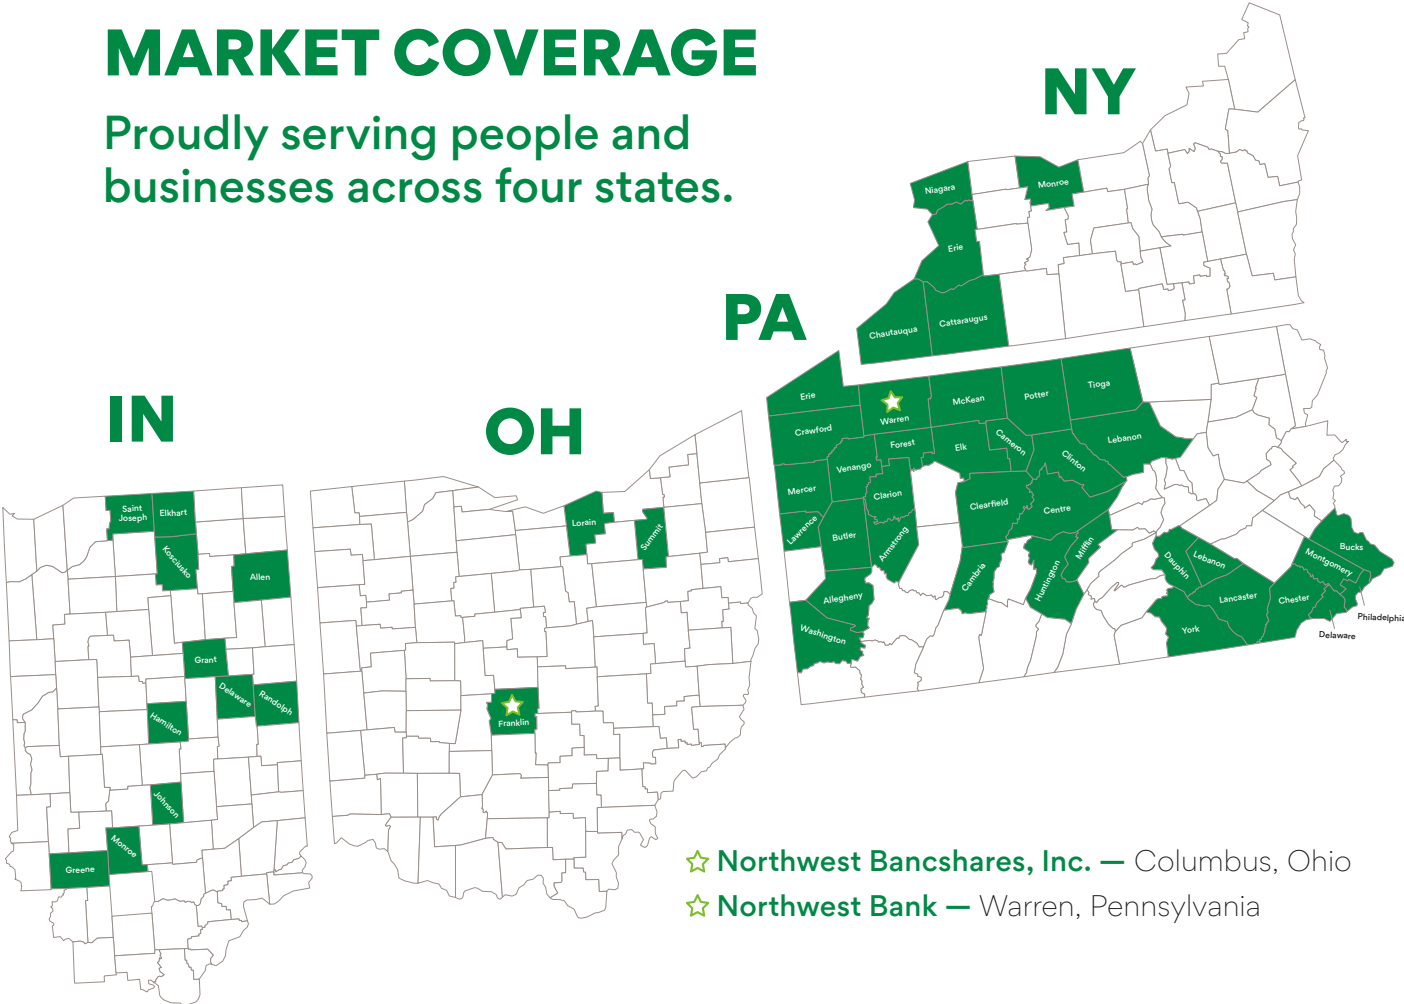 MARKET COVERAGE
Proudly serving people and
businesses across four states.
NY
Niagara
Monroe
Erie
Chautauqua
Cattaraugus
PA
Erie
Warren
McKean
Potter
Tioga
Crawford
Forest
Elk
Cameron
Clinton
Lebanon
Mercer
Venango
Clarion
Clearfield
Centre
Lawrence
Butler
Armstrong
Cambria
Huntington
Mifflin
Allegheny
Washington
Dauphin
Lebanon
Lancaster
York
Chester
Montgomery
Bucks
Philadelphia
Delaware
IN
Saint
Joseph
Elkhart
Kosciusko
Allen
Grant
Delaware
Randolph
Hamilton
Johnson
Monroe
Greene
OH
Lorain
Summit
Franklin
Northwest Bancshares, Inc. — Columbus, Ohio
Northwest Bank — Warren, Pennsylvania